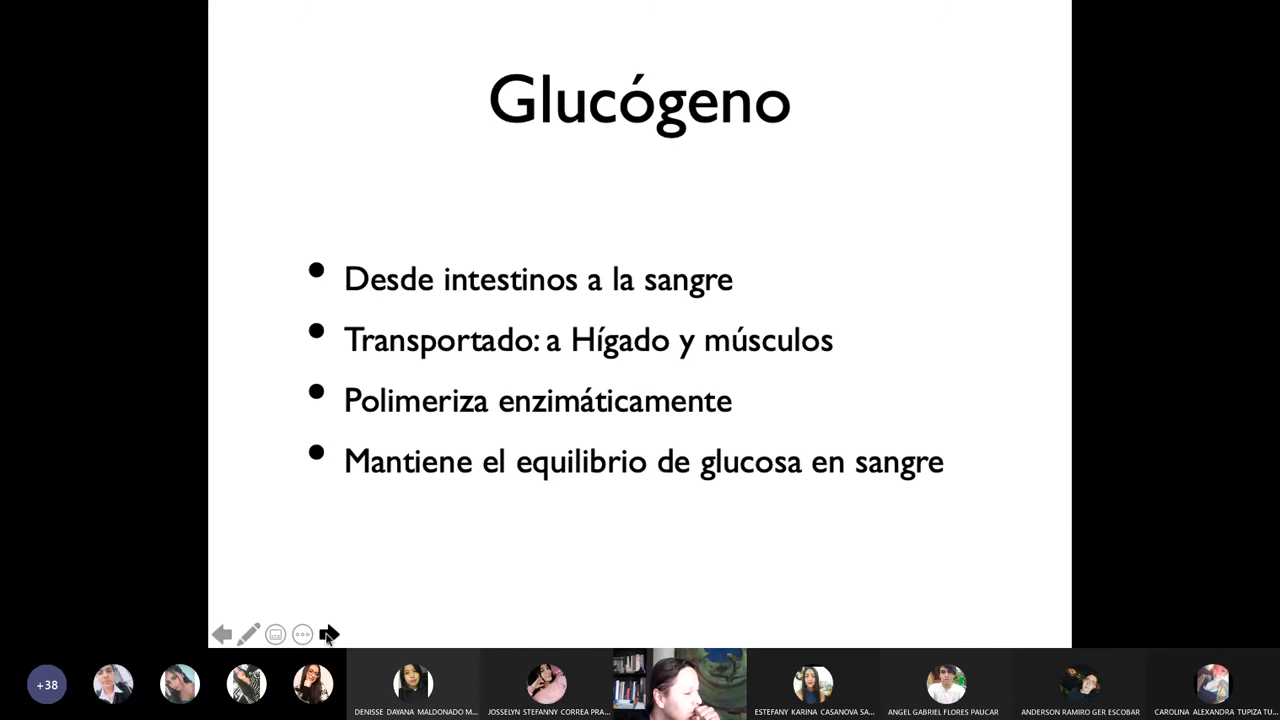 Glucógeno
• Desde intestinos a la sangre
• Transportado: a Hígado y músculos
• Polimeriza enzimáticamente
• Mantiene el equilibrio de glucosa en sangre
+38
DENISSE DAYANA MALDONADO M...
JOSSELYN STEFANNY CORREA PRA...
ESTEFANY KARINA CASANOVA SA...
ANGEL GABRIEL FLORES PAUCAR
ANDERSON RAMIRO GER ESCOBAR
CAROLINA ALEXANDRA TUPIZA TU...